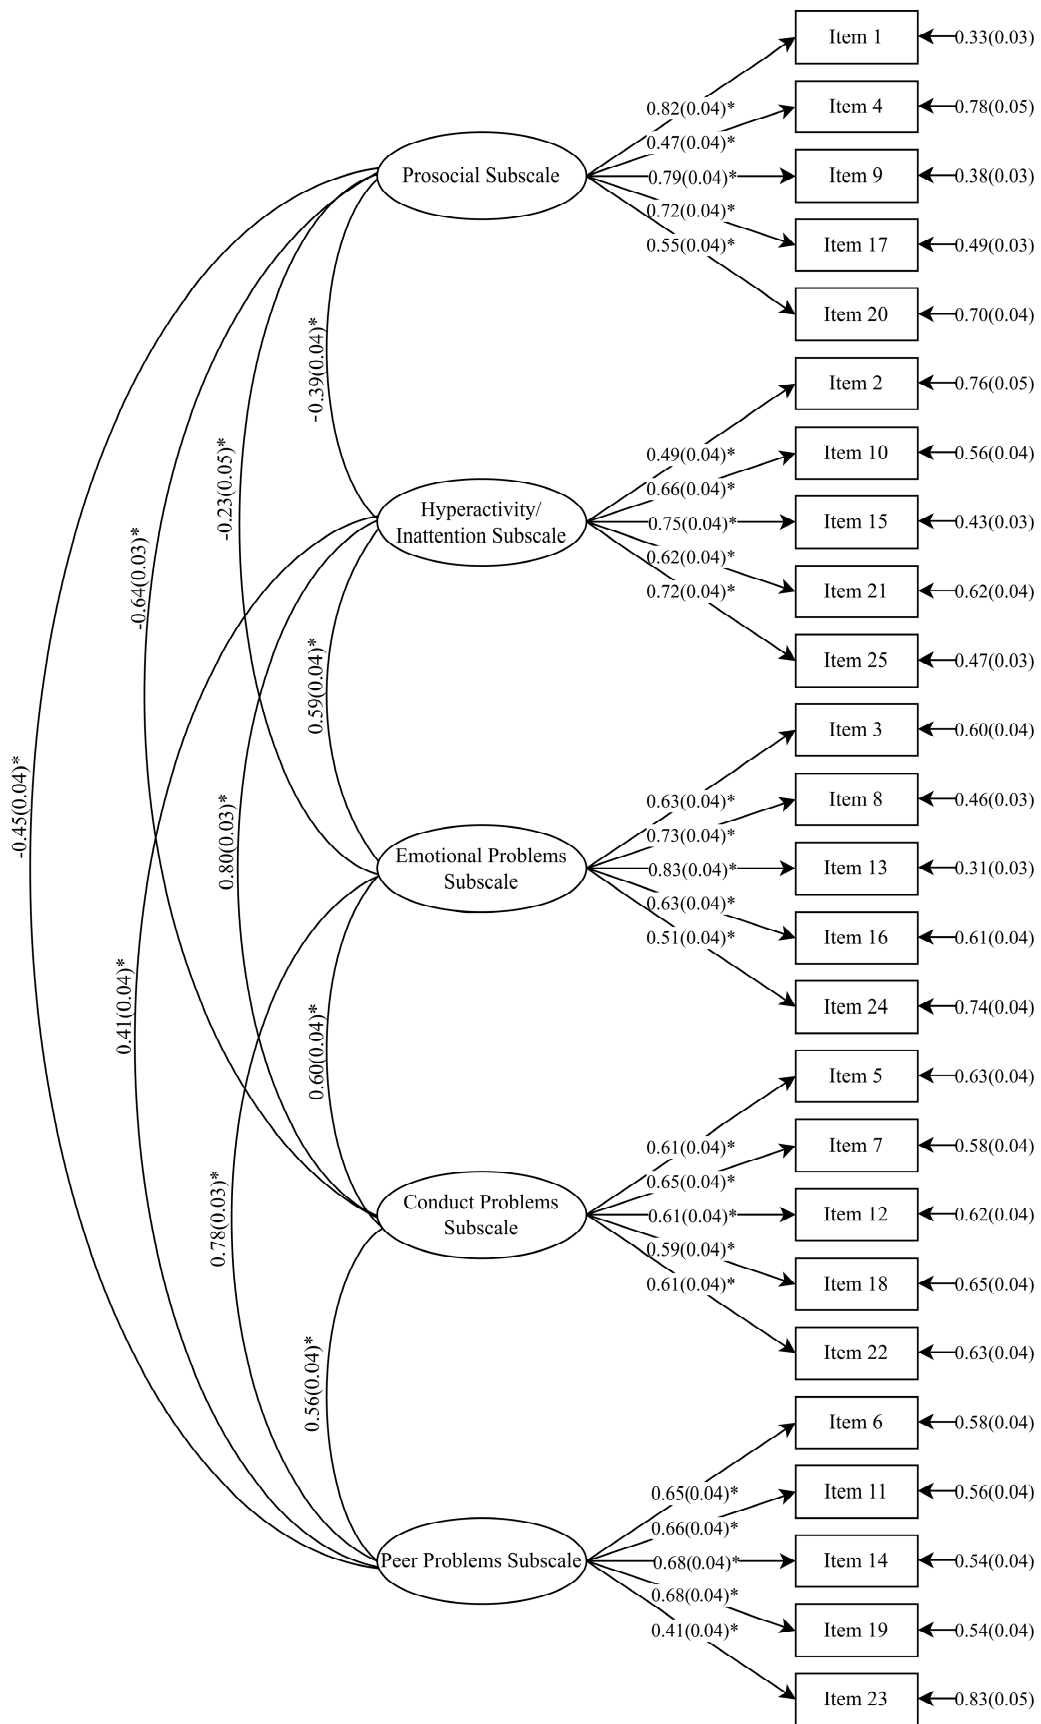 Item 1
0.33(0.03)
0.82(0.04)*
Item 4
0.78(0.05)
0.47(0.04)*
Prosocial Subscale
0.79(0.04)*
Item 9
0.38(0.03)
0.72(0.04)*
Item 17
0.49(0.03)
0.55(0.04)*
Item 20
0.70(0.04)
-0.39(0.04)*
Item 2
0.76(0.05)
0.49(0.04)*
Item 10
0.56(0.04)
-0.23(0.05)*
0.66(0.04)*
Hyperactivity/
Inattention Subscale
0.75(0.04)*
Item 15
0.43(0.03)
0.62(0.04)*
-0.64(0.03)*
Item 21
0.62(0.04)
0.72(0.04)*
Item 25
0.47(0.03)
0.59(0.04)*
Item 3
0.60(0.04)
0.63(0.04)*
Item 8
0.46(0.03)
-0.45(0.04)*
0.73(0.04)*
0.80(0.03)*
Emotional Problems
Subscale
0.83(0.04)*
Item 13
0.31(0.03)
0.63(0.04)*
Item 16
0.61(0.04)
0.51(0.04)*
0.41(0.04)*
Item 24
0.74(0.04)
0.60(0.04)*
Item 5
0.63(0.04)
0.61(0.04)*
Item 7
0.58(0.04)
0.65(0.04)*
Conduct Problems
Subscale
0.61(0.04)*
Item 12
0.62(0.04)
0.78(0.03)*
0.59(0.04)*
Item 18
0.65(0.04)
0.61(0.04)*
Item 22
0.63(0.04)
0.56(0.04)*
Item 6
0.58(0.04)
0.65(0.04)*
Item 11
0.56(0.04)
0.66(0.04)*
Peer Problems Subscale
0.68(0.04)*
Item 14
0.54(0.04)
0.68(0.04)*
Item 19
0.54(0.04)
0.41(0.04)*
Item 23
0.83(0.05)